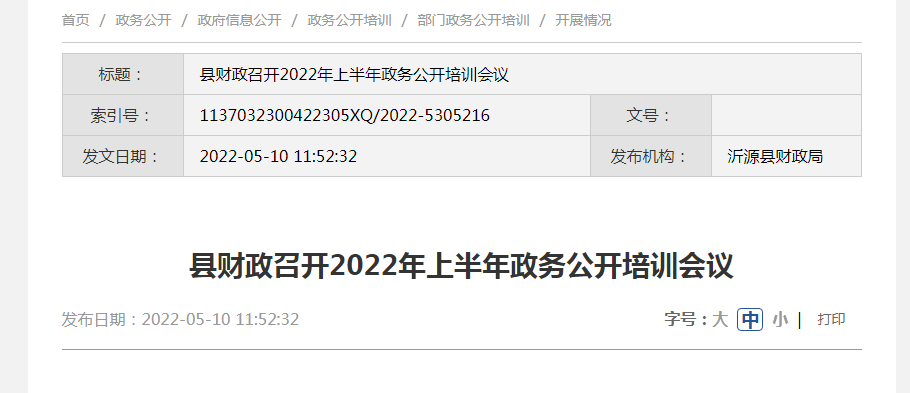 首页 / 政务公开 / 政府信息公开 / 政务公开培训 / 部门政务公开培训 / 开展情况
标题： 县财政召开2022年上半年政务公开培训会议
索引号： 1137032300422305XQ/2022-5305216 文号：
发文日期： 2022-05-10 11:52:32 发布机构： 沂源县财政局
县财政召开2022年上半年政务公开培训会议
发布日期：2022-05-10 11:52:32 字号：大 中 小 | 打印